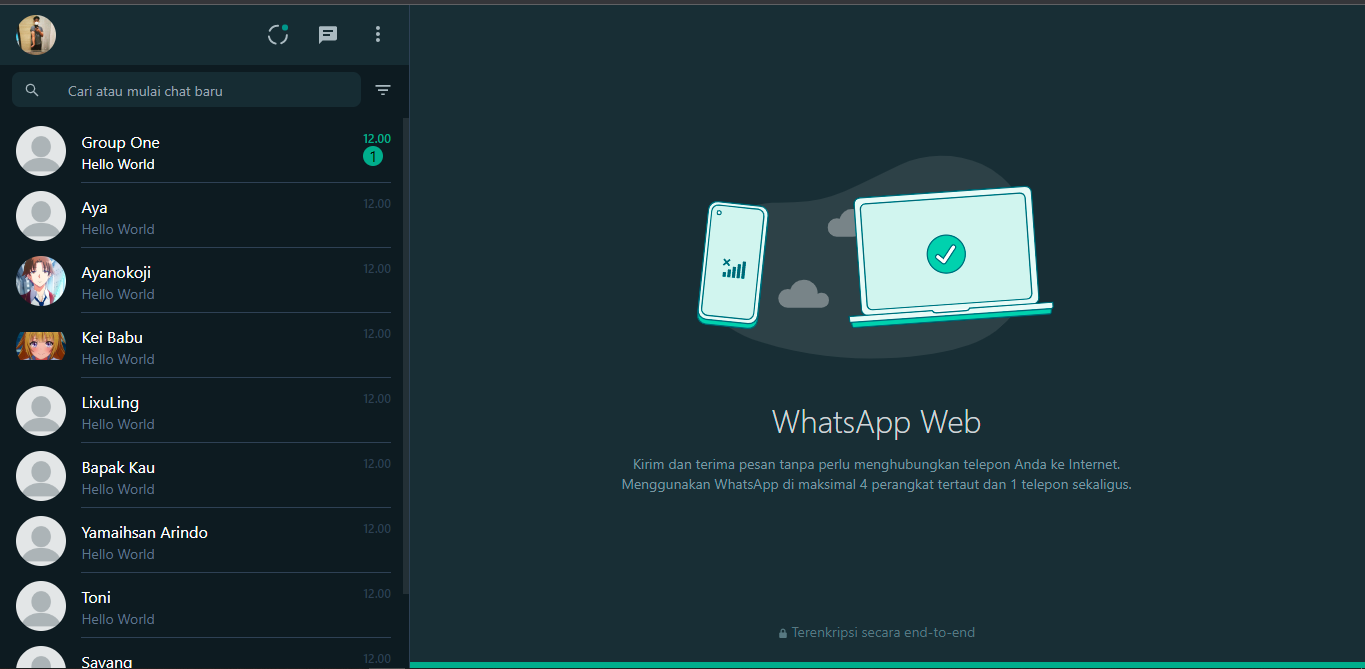 Cari atau mulai chat baru
Group One
12.00
Hello World
1
Aya
12.00
Hello World
Ayanokoji
12.00
Hello World
Kei Babu
12.00
Hello World
LixuLing
12.00
Hello World
Bapak Kau
12.00
Hello World
Yamaihsan Arindo
12.00
Hello World
Toni
12.00
Hello World
Sayang
12.00
WhatsApp Web
Kirim dan terima pesan tanpa perlu menghubungkan telepon Anda ke Internet.
Menggunakan WhatsApp di maksimal 4 perangkat tertaut dan 1 telepon sekaligus.
Terenkripsi secara end-to-end